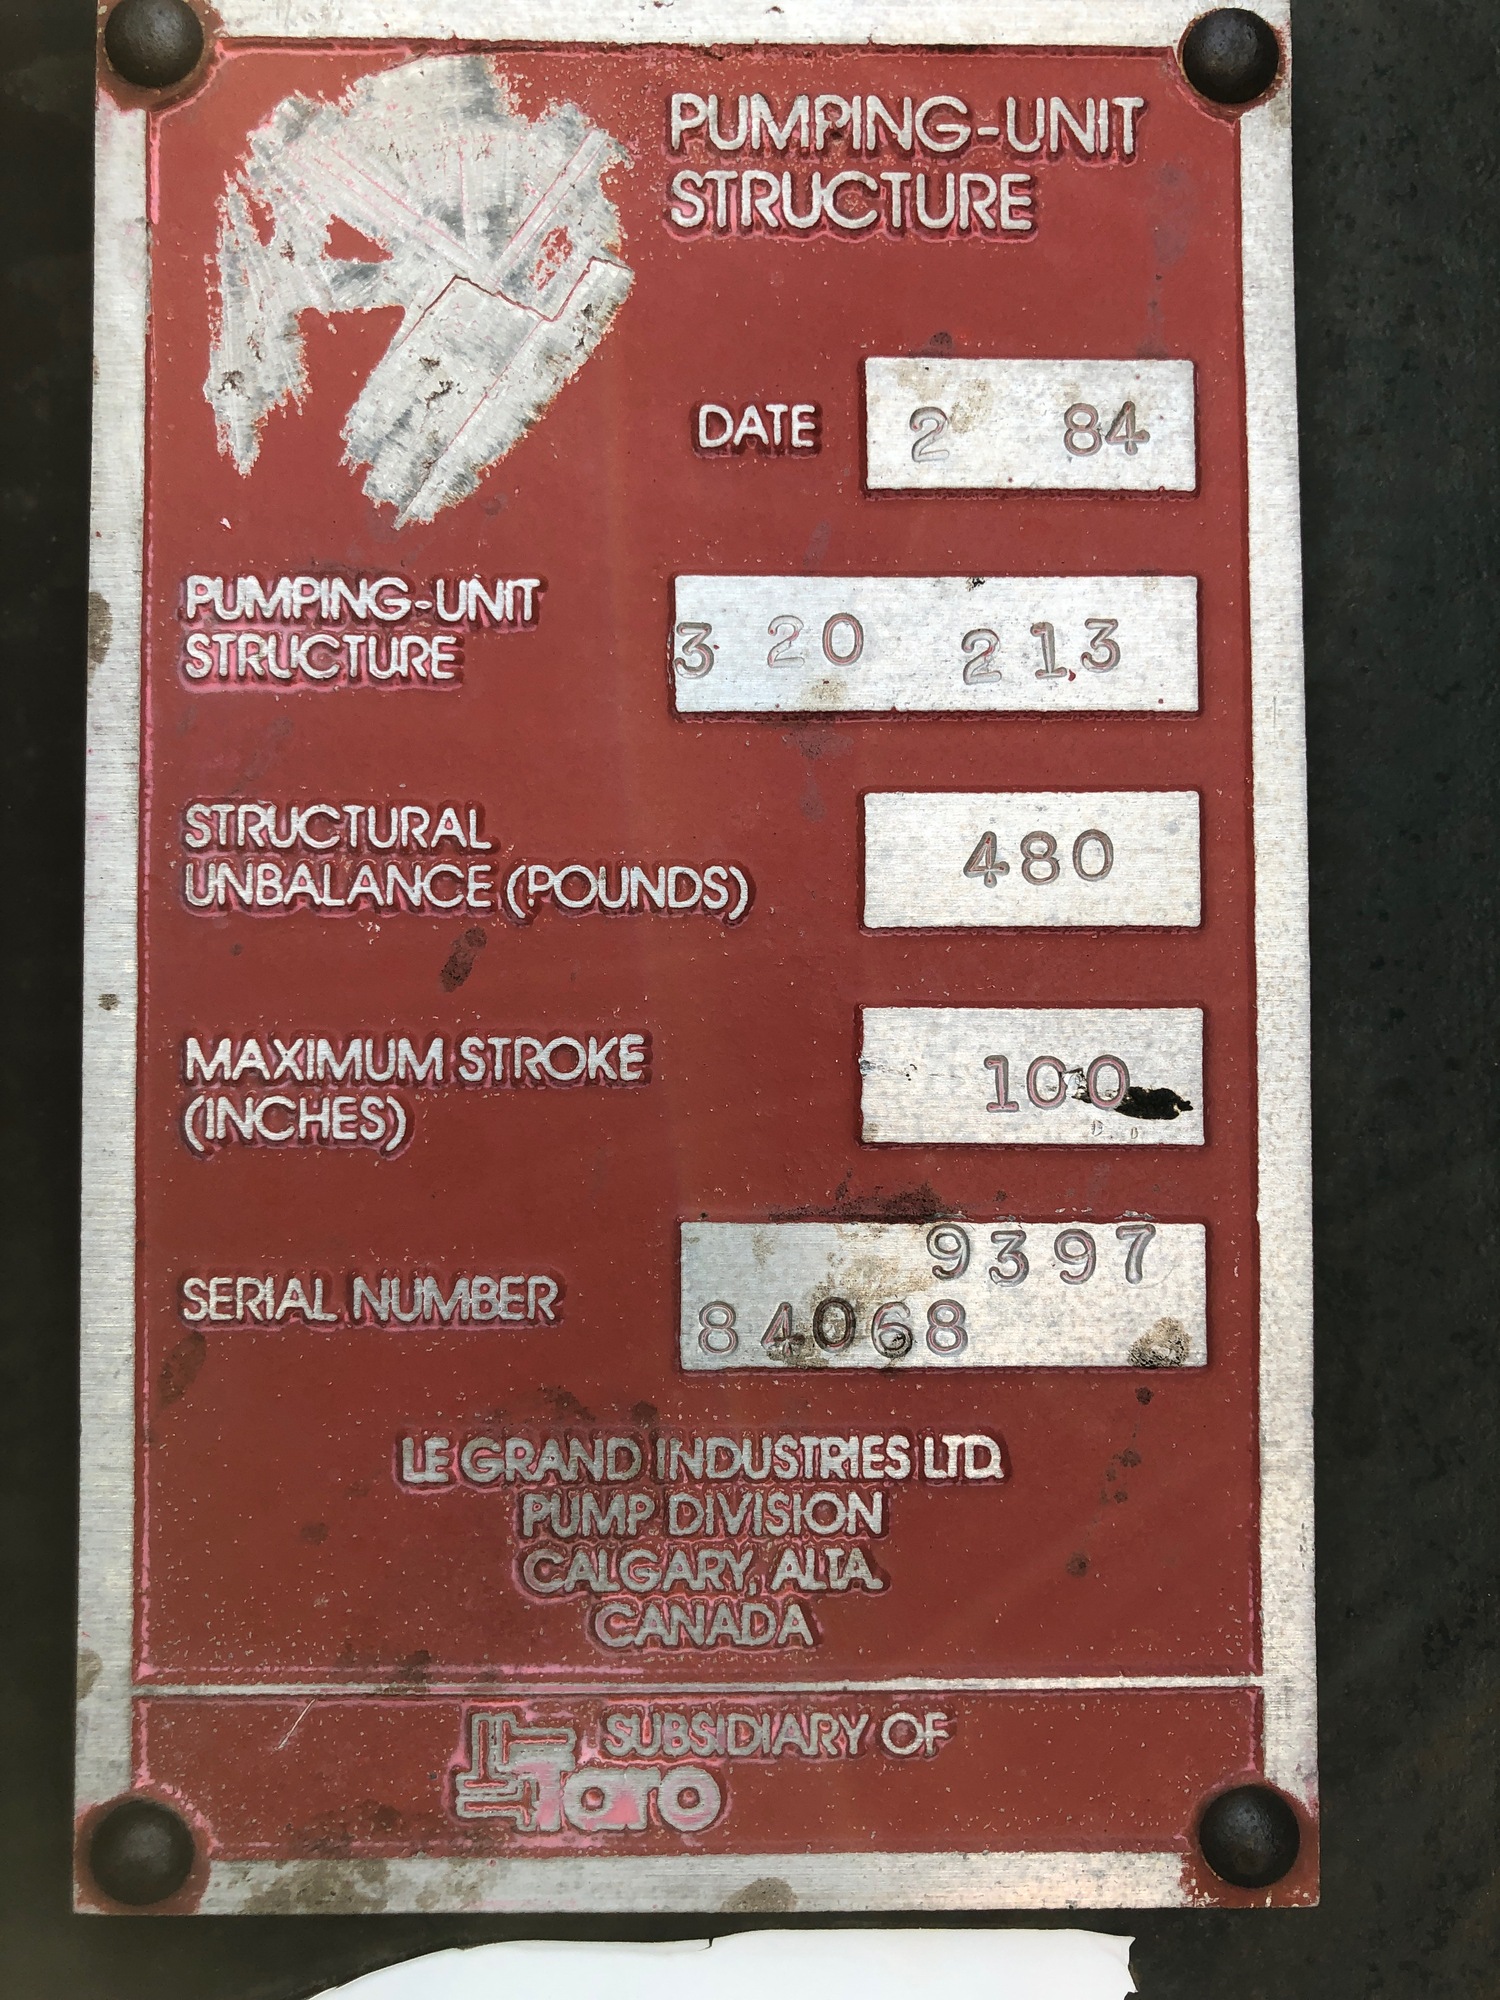 PUMPING-UNIT
STRUCTURE
DATE 2 84
PUMPING-UNIT
STRUCTURE
3 20 213
STRUCTURAL
UNBALANCE (POUNDS)
480
MAXIMUM STROKE
(INCHES)
100
SERIAL NUMBER
9397
84068
LE GRAND INDUSTRIES LTD.
PUMP DIVISION
CALGARY, ALTA.
CANADA
SUBSIDIARY OF
Taro